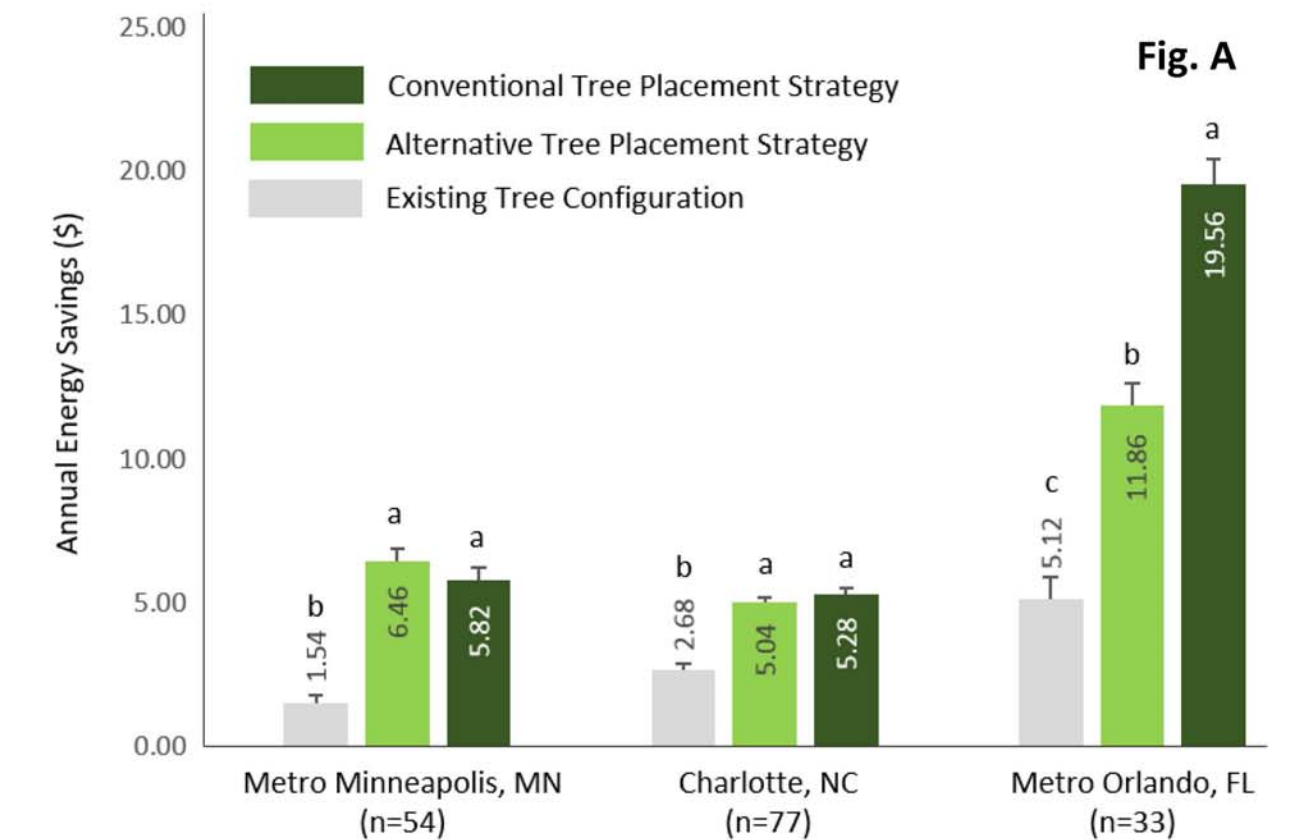 Fig. A
Conventional Tree Placement Strategy
Alternative Tree Placement Strategy
Existing Tree Configuration
Annual Energy Savings ($)
25.00
20.00
15.00
10.00
5.00
0.00
b
1.54
a
6.46
a
5.82
b
2.68
a
5.04
a
5.28
c
5.12
b
11.86
a
19.56
Metro Minneapolis, MN
(n=54)
Charlotte, NC
(n=77)
Metro Orlando, FL
(n=33)